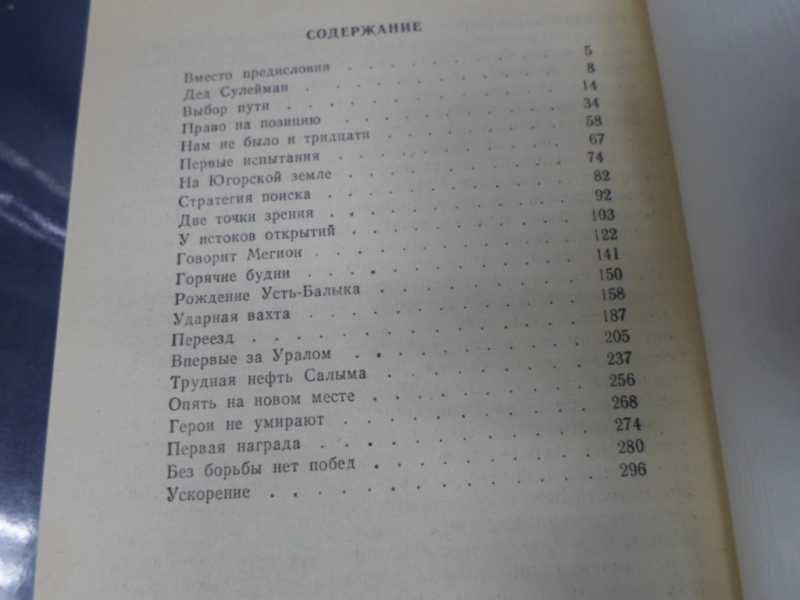 СОДЕРЖАНИЕ
Вместо предисловия . . . . . . . . 5
Дед Сулейман . . . . . . . . 8
Выбор пути . . . . . . . . 14
Право на позицию . . . . . . . . 34
Нам не было и тридцати . . . . . . . . 58
Первые испытания . . . . . . . . 67
На Югорской земле . . . . . . . . 74
Стратегия поиска . . . . . . . . 82
Две точки зрения . . . . . . . . 92
У истоков открытий . . . . . . . . 103
Говорит Мегион . . . . . . . . 122
Горячие будни . . . . . . . . 141
Рождение Усть-Балыка . . . . . . . . 150
Ударная вахта . . . . . . . . 158
Переезд . . . . . . . . 187
Впервые за Уралом . . . . . . . . 205
Трудная нефть Салыма . . . . . . . . 237
Опять на новом месте . . . . . . . . 256
Герои не умирают . . . . . . . . 268
Первая награда . . . . . . . . 274
Без борьбы нет побед . . . . . . . . 280
Ускорение . . . . . . . . 296